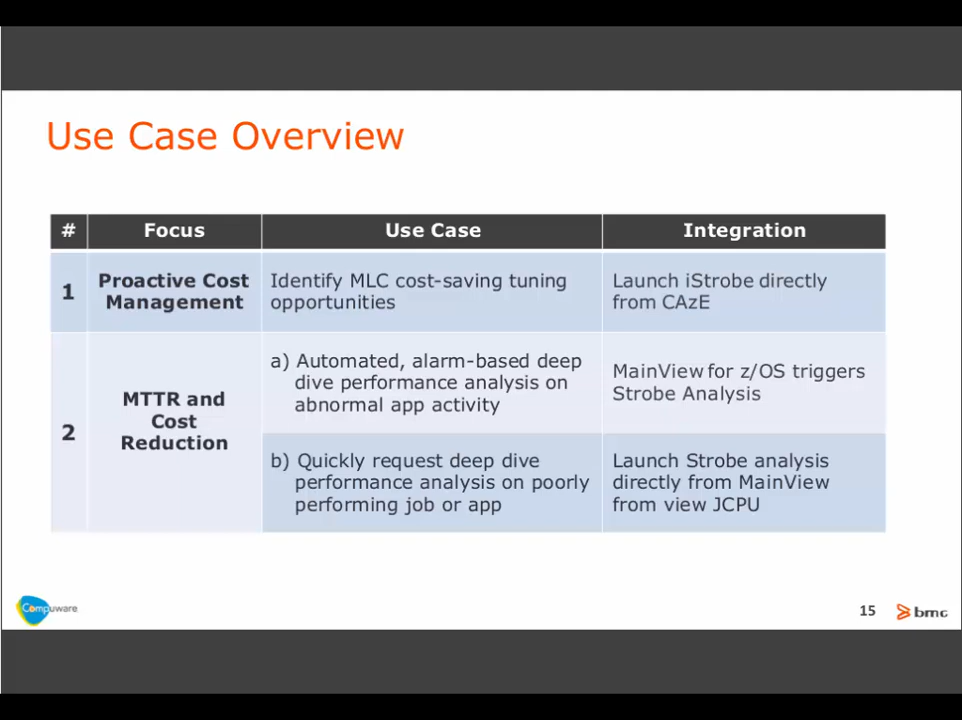 Use Case Overview
# Focus Use Case Integration
1
Proactive Cost
Management
Identify MLC cost-saving tuning
opportunities
Launch iStrobe directly
from CAzE
2
MTTR and
Cost
Reduction
a) Automated, alarm-based deep
dive performance analysis on
abnormal app activity
MainView for z/OS triggers
Strobe Analysis
b) Quickly request deep dive
performance analysis on poorly
performing job or app
Launch Strobe analysis
directly from MainView
from view JCPU
Compuware
15
bmc